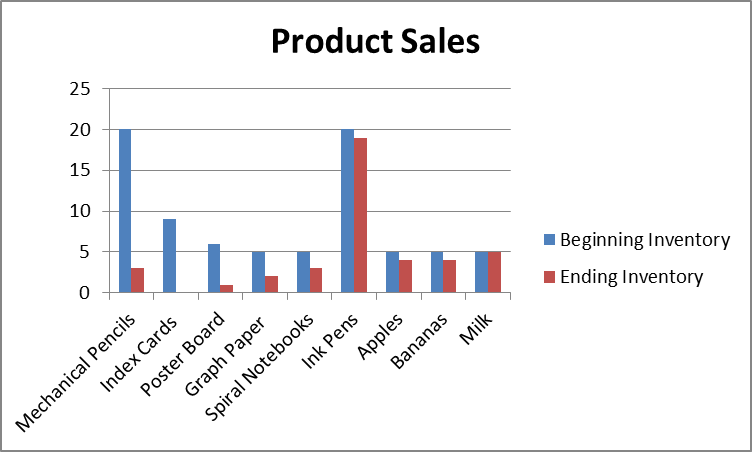 Product Sales
25
20
15
10
5
0
Mechanical Pencils
Index Cards
Poster Board
Graph Paper
Spiral Notebooks
Ink Pens
Apples
Bananas
Milk
Beginning Inventory
Ending Inventory